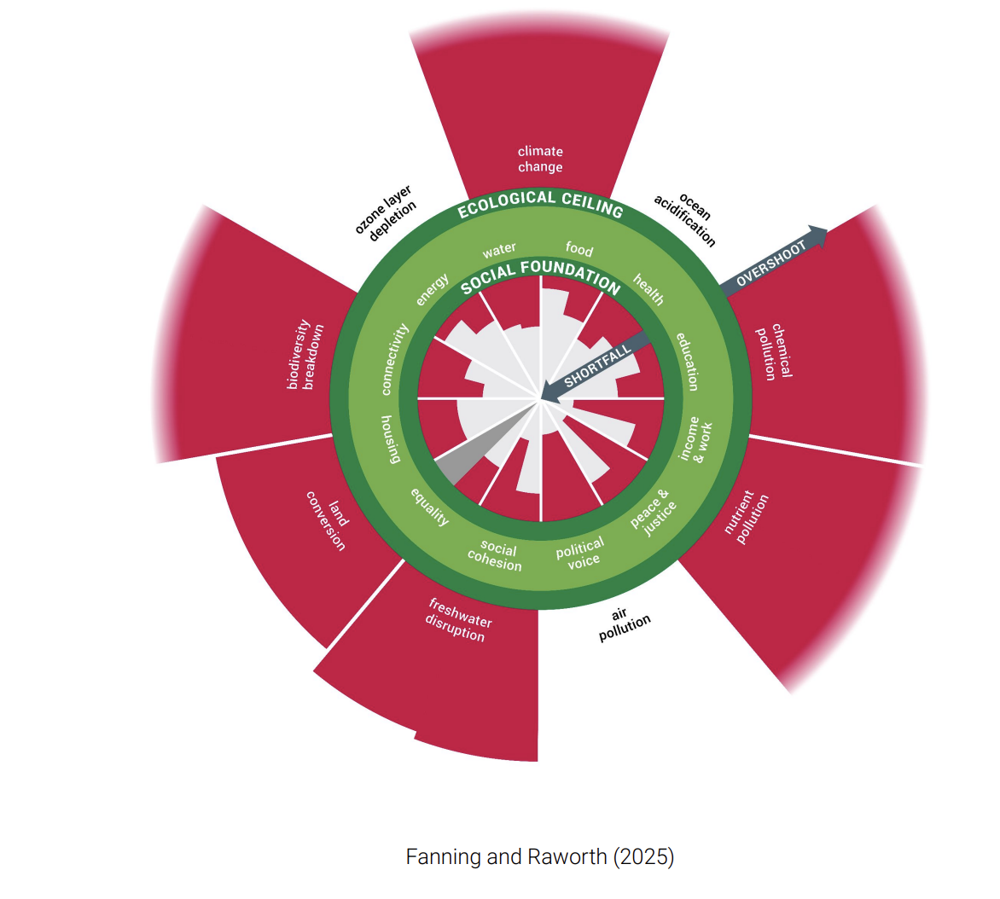 climate
change
ozone layer
depletion
ECOLOGICAL CEILING
ocean
acidification
OVERSHOOT
water
food
SOCIAL FOUNDATION
energy
health
biodiversity
breakdown
connectivity
SHORTFALL
education
chemical
pollution
housing
income
& work
land
conversion
equality
peace &
justice
nutrient
pollution
social
cohesion
political
voice
freshwater
disruption
air
pollution
Fanning and Raworth (2025)